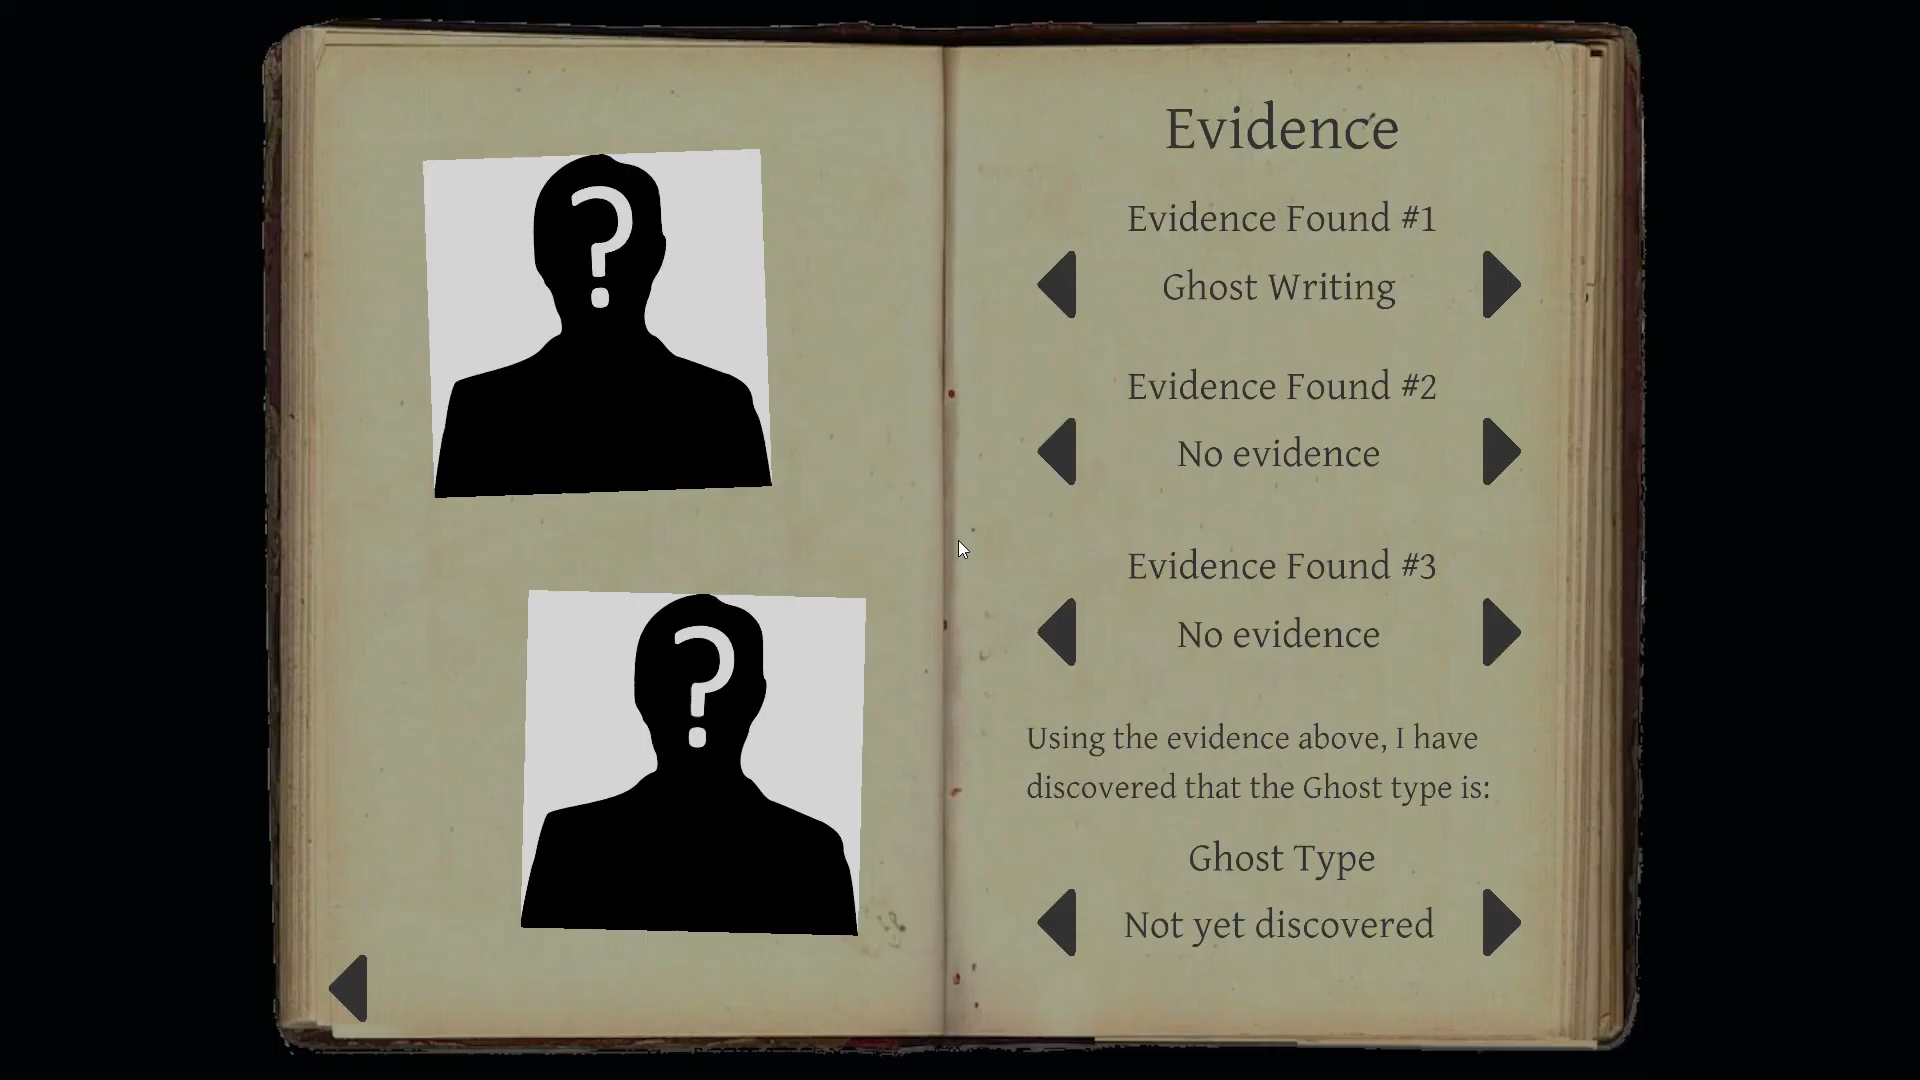 Evidence
Evidence Found #1
Ghost Writing
Evidence Found #2
No evidence
Evidence Found #3
No evidence
Using the evidence above, I have
discovered that the Ghost type is:
Ghost Type
Not yet discovered